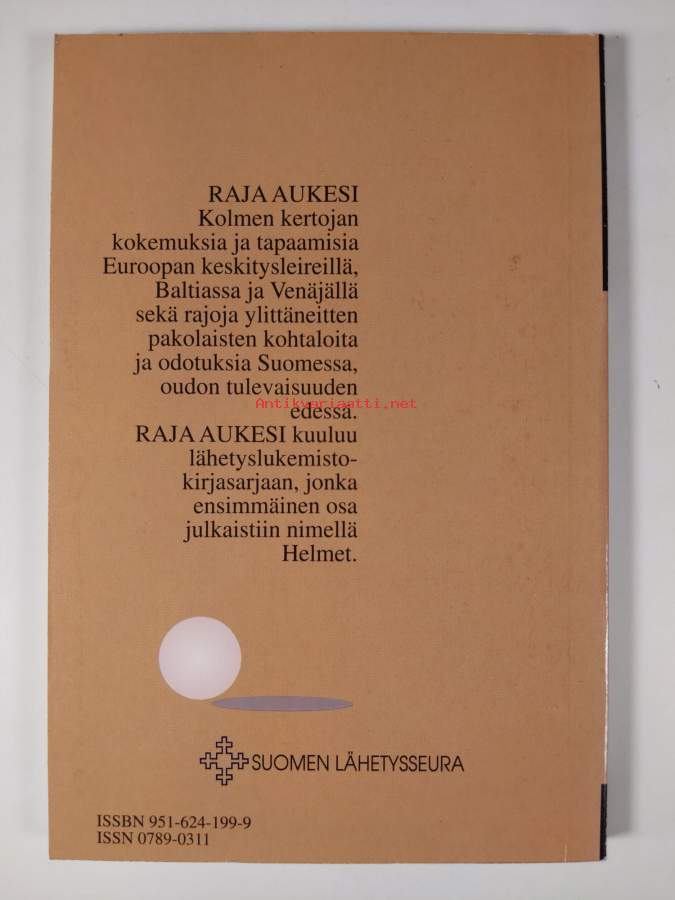 RAJA AUKESI
Kolmen kertojan
kokemuksia ja tapaamisia
Euroopan keskitysleireillä,
Baltiassa ja Venäjällä
sekä rajoja ylittäneitten
pakolaisten kohtaloita
ja odotuksia Suomessa,
oudon tulevaisuuden
Antikvariaatti.net
edessä.
RAJA AUKESI kuuluu
lähetyslukemisto-
kirjasarjaan, jonka
ensimmäinen osa
julkaistiin nimellä
Helmet.
SUOMEN LÄHETYSSEURA
ISSBN 951-624-199-9
ISSN 0789-0311